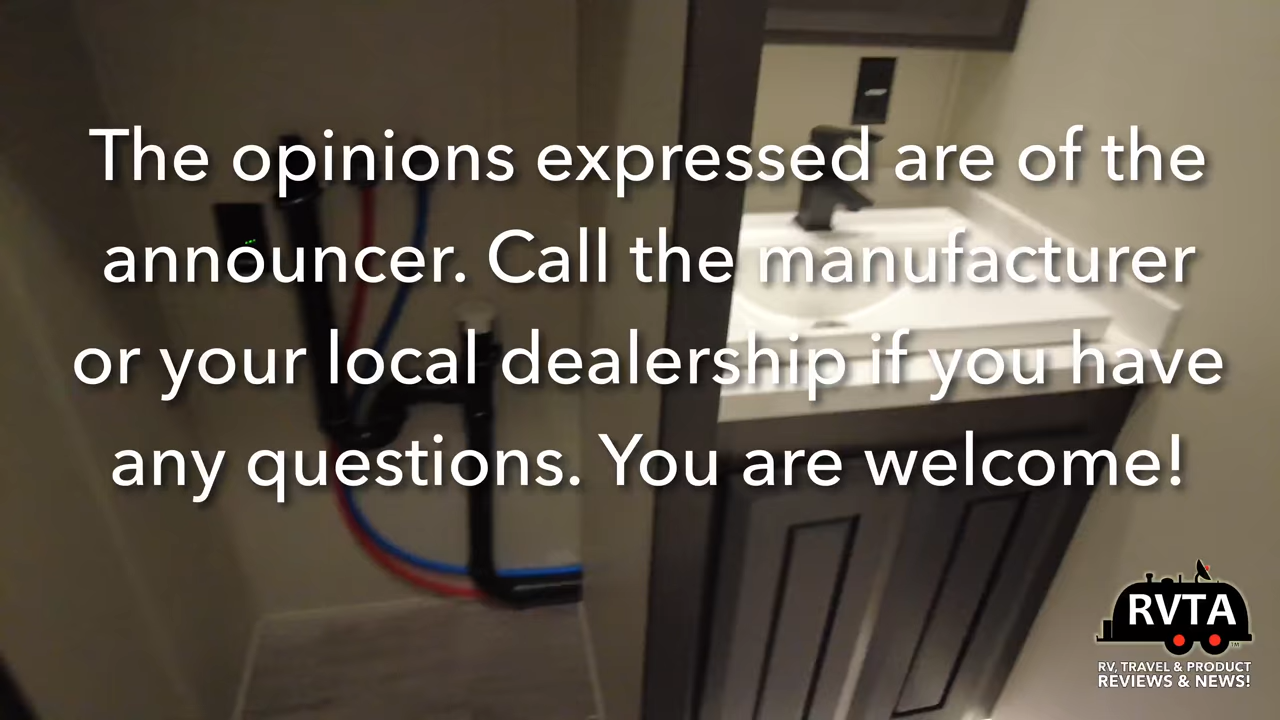 The opinions expressed are of the
announcer. Call the manufacturer
or your local dealership if you have
any questions. You are welcome!
RVTA
RV, TRAVEL & PRODUCT
REVIEWS & NEWS!